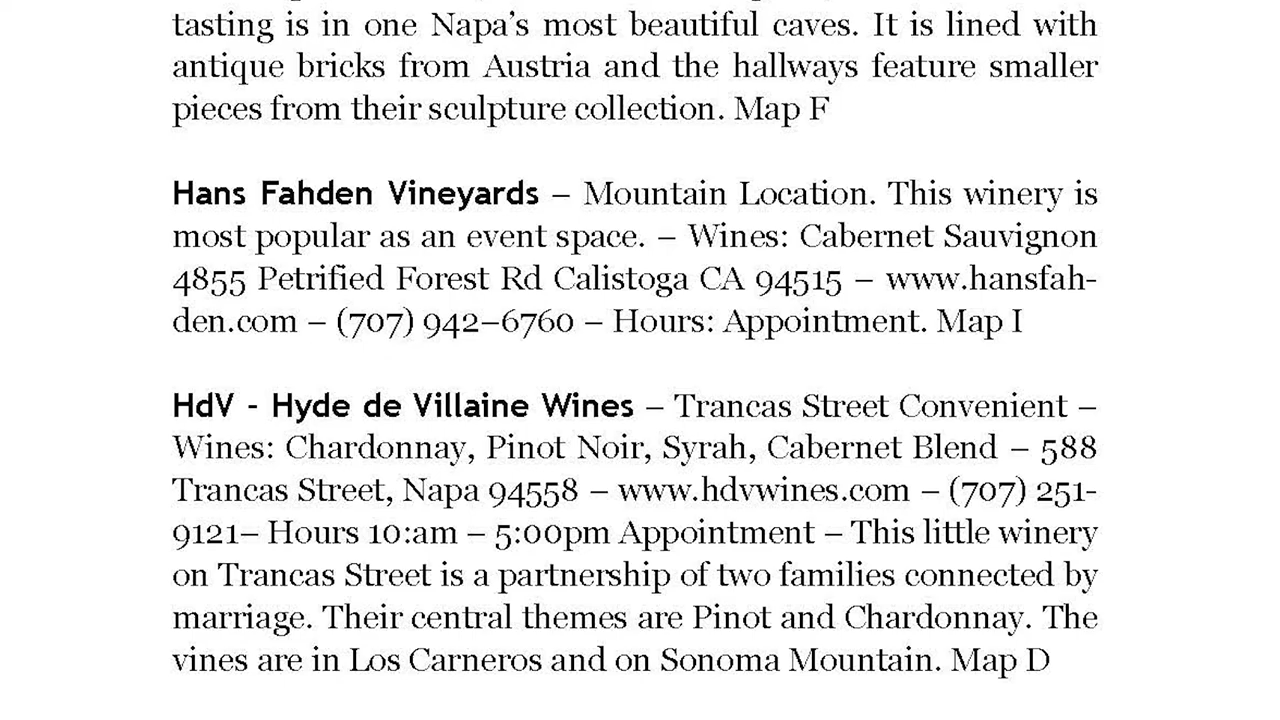 tasting is in one Napa’s most beautiful caves. It is lined with
antique bricks from Austria and the hallways feature smaller
pieces from their sculpture collection. Map F
Hans Fahden Vineyards – Mountain Location. This winery is
most popular as an event space. – Wines: Cabernet Sauvignon
4855 Petrified Forest Rd Calistoga CA 94515 – www.hansfah-
den.com – (707) 942–6760 – Hours: Appointment. Map I
HdV - Hyde de Villaine Wines – Trancas Street Convenient –
Wines: Chardonnay, Pinot Noir, Syrah, Cabernet Blend – 588
Trancas Street, Napa 94558 – www.hdvwines.com – (707) 251-
9121– Hours 10:am – 5:00pm Appointment – This little winery
on Trancas Street is a partnership of two families connected by
marriage. Their central themes are Pinot and Chardonnay. The
vines are in Los Carneros and on Sonoma Mountain. Map D